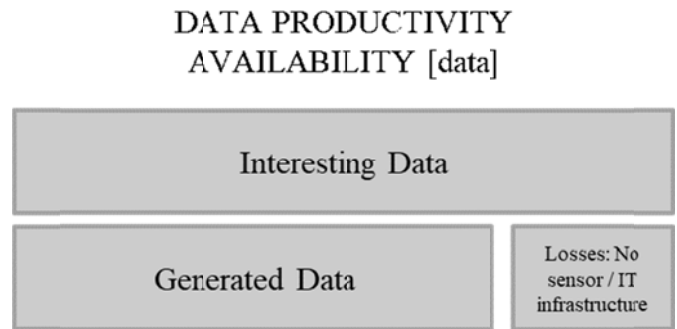 DATA PRODUCTIVITY
AVAILABILITY [data]
Interesting Data
Generated Data
Losses: No
sensor / IT
infrastructure